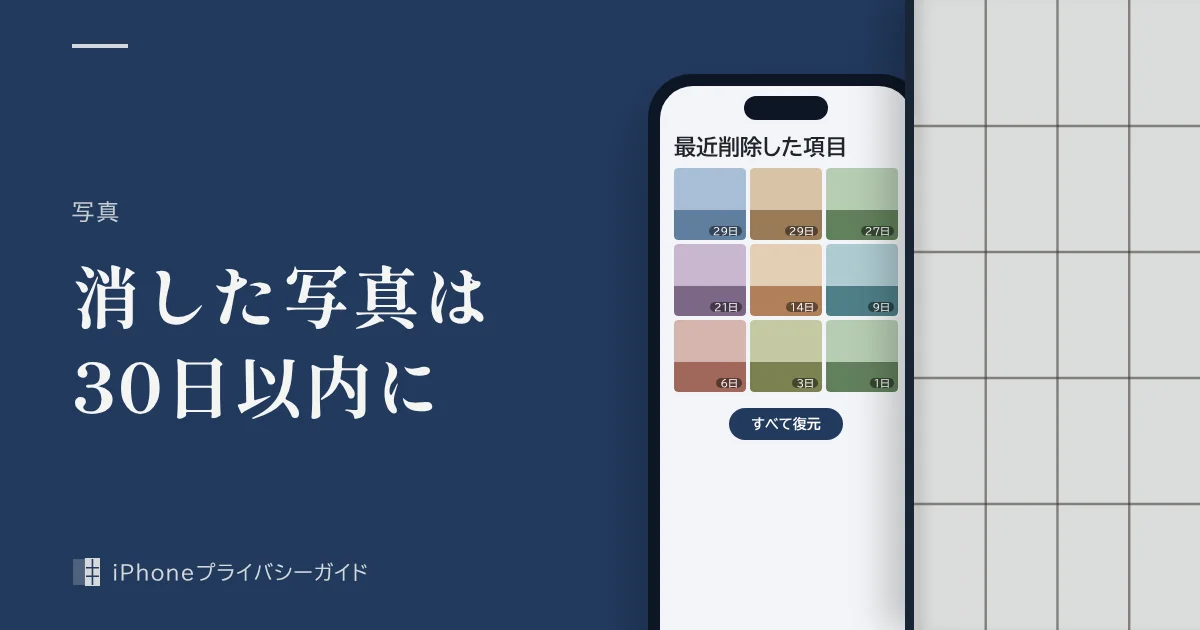 写真
消した写真は
30日以内に
iPhoneプライバシーガイド
最近削除した項目
29日
29日
27日
21日
14日
9日
6日
3日
1日
すべて復元